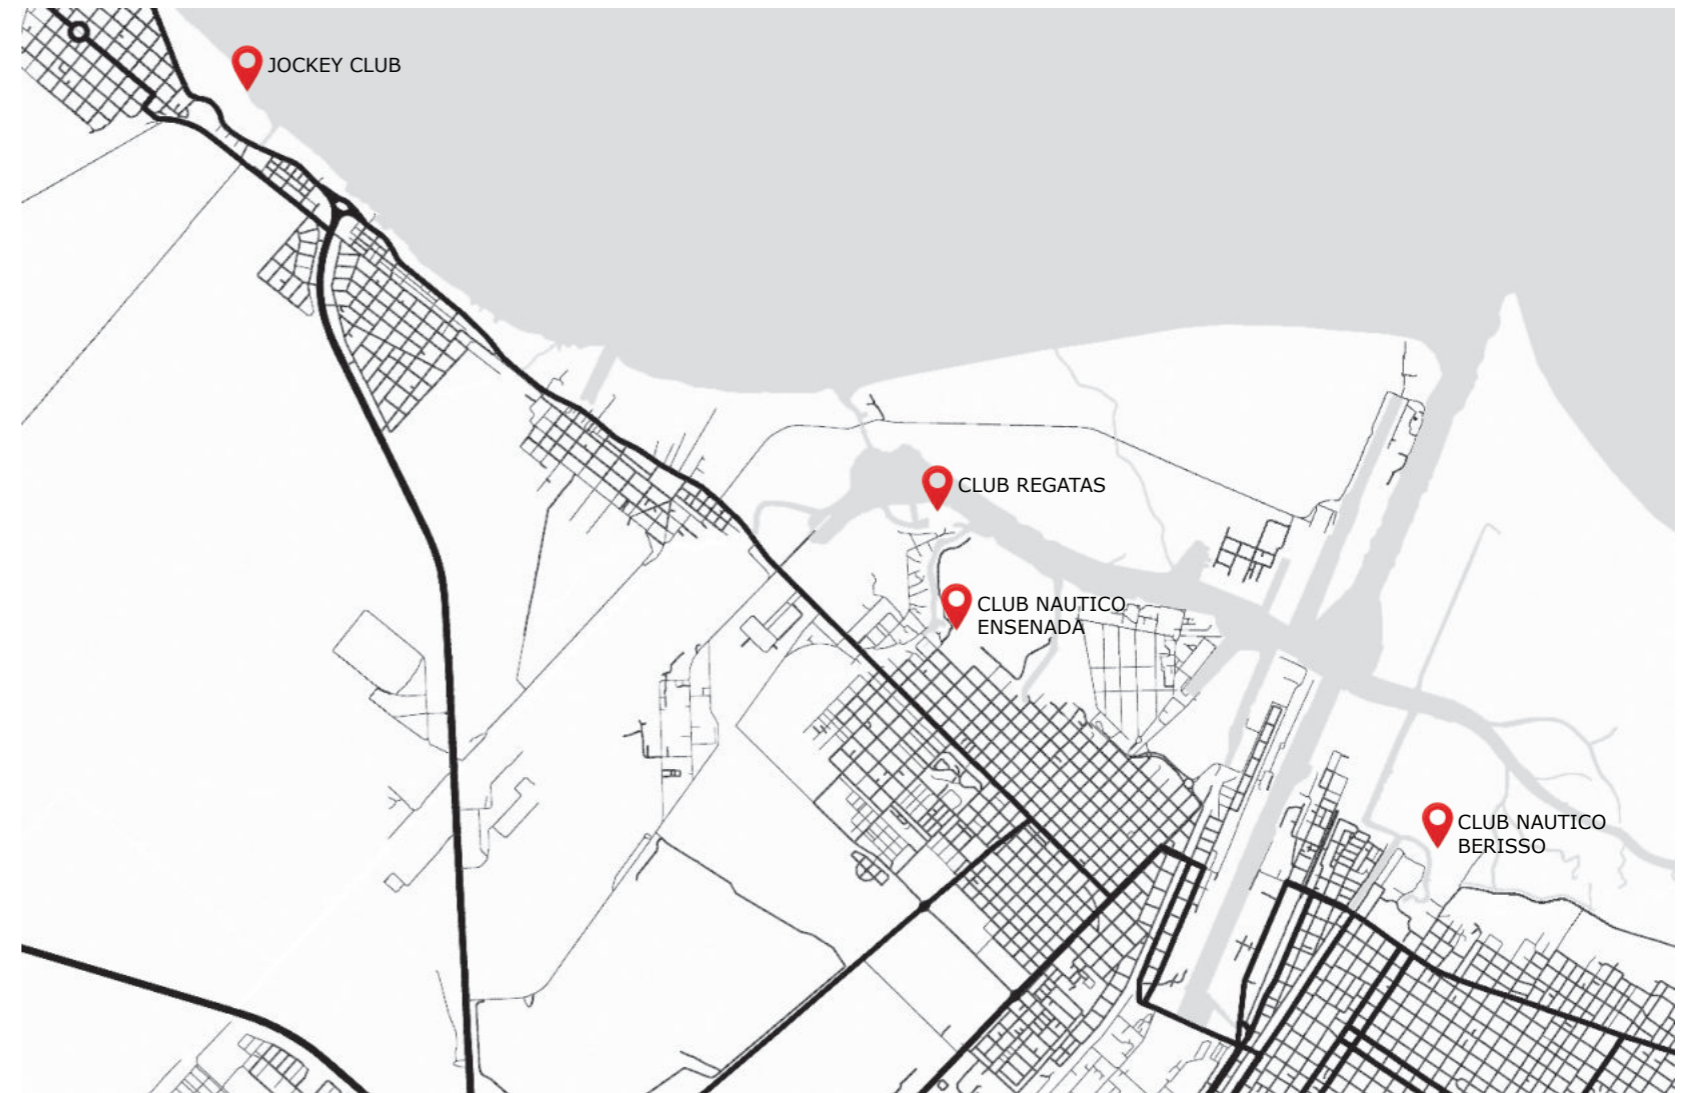 JOCKEY CLUB
CLUB REGATAS
CLUB NAUTICO
ENSENADA
CLUB NAUTICO
BERISSO